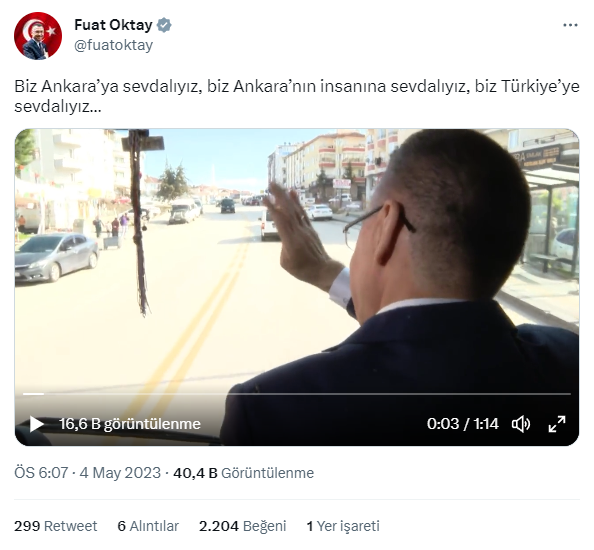 Fuat Oktay
@fuatoktay
Biz Ankara’ya sevdalıyız, biz Ankara’nın insanına sevdalıyız, biz Türkiye’ye
sevdalıyız...
16,6 B görüntülenme
0:03 / 1:14
ÖS 6:07 · 4 May 2023 · 40,4 B Görüntülenme
299 Retweet 6 Alıntılar 2.204 Beğeni 1 Yer işareti